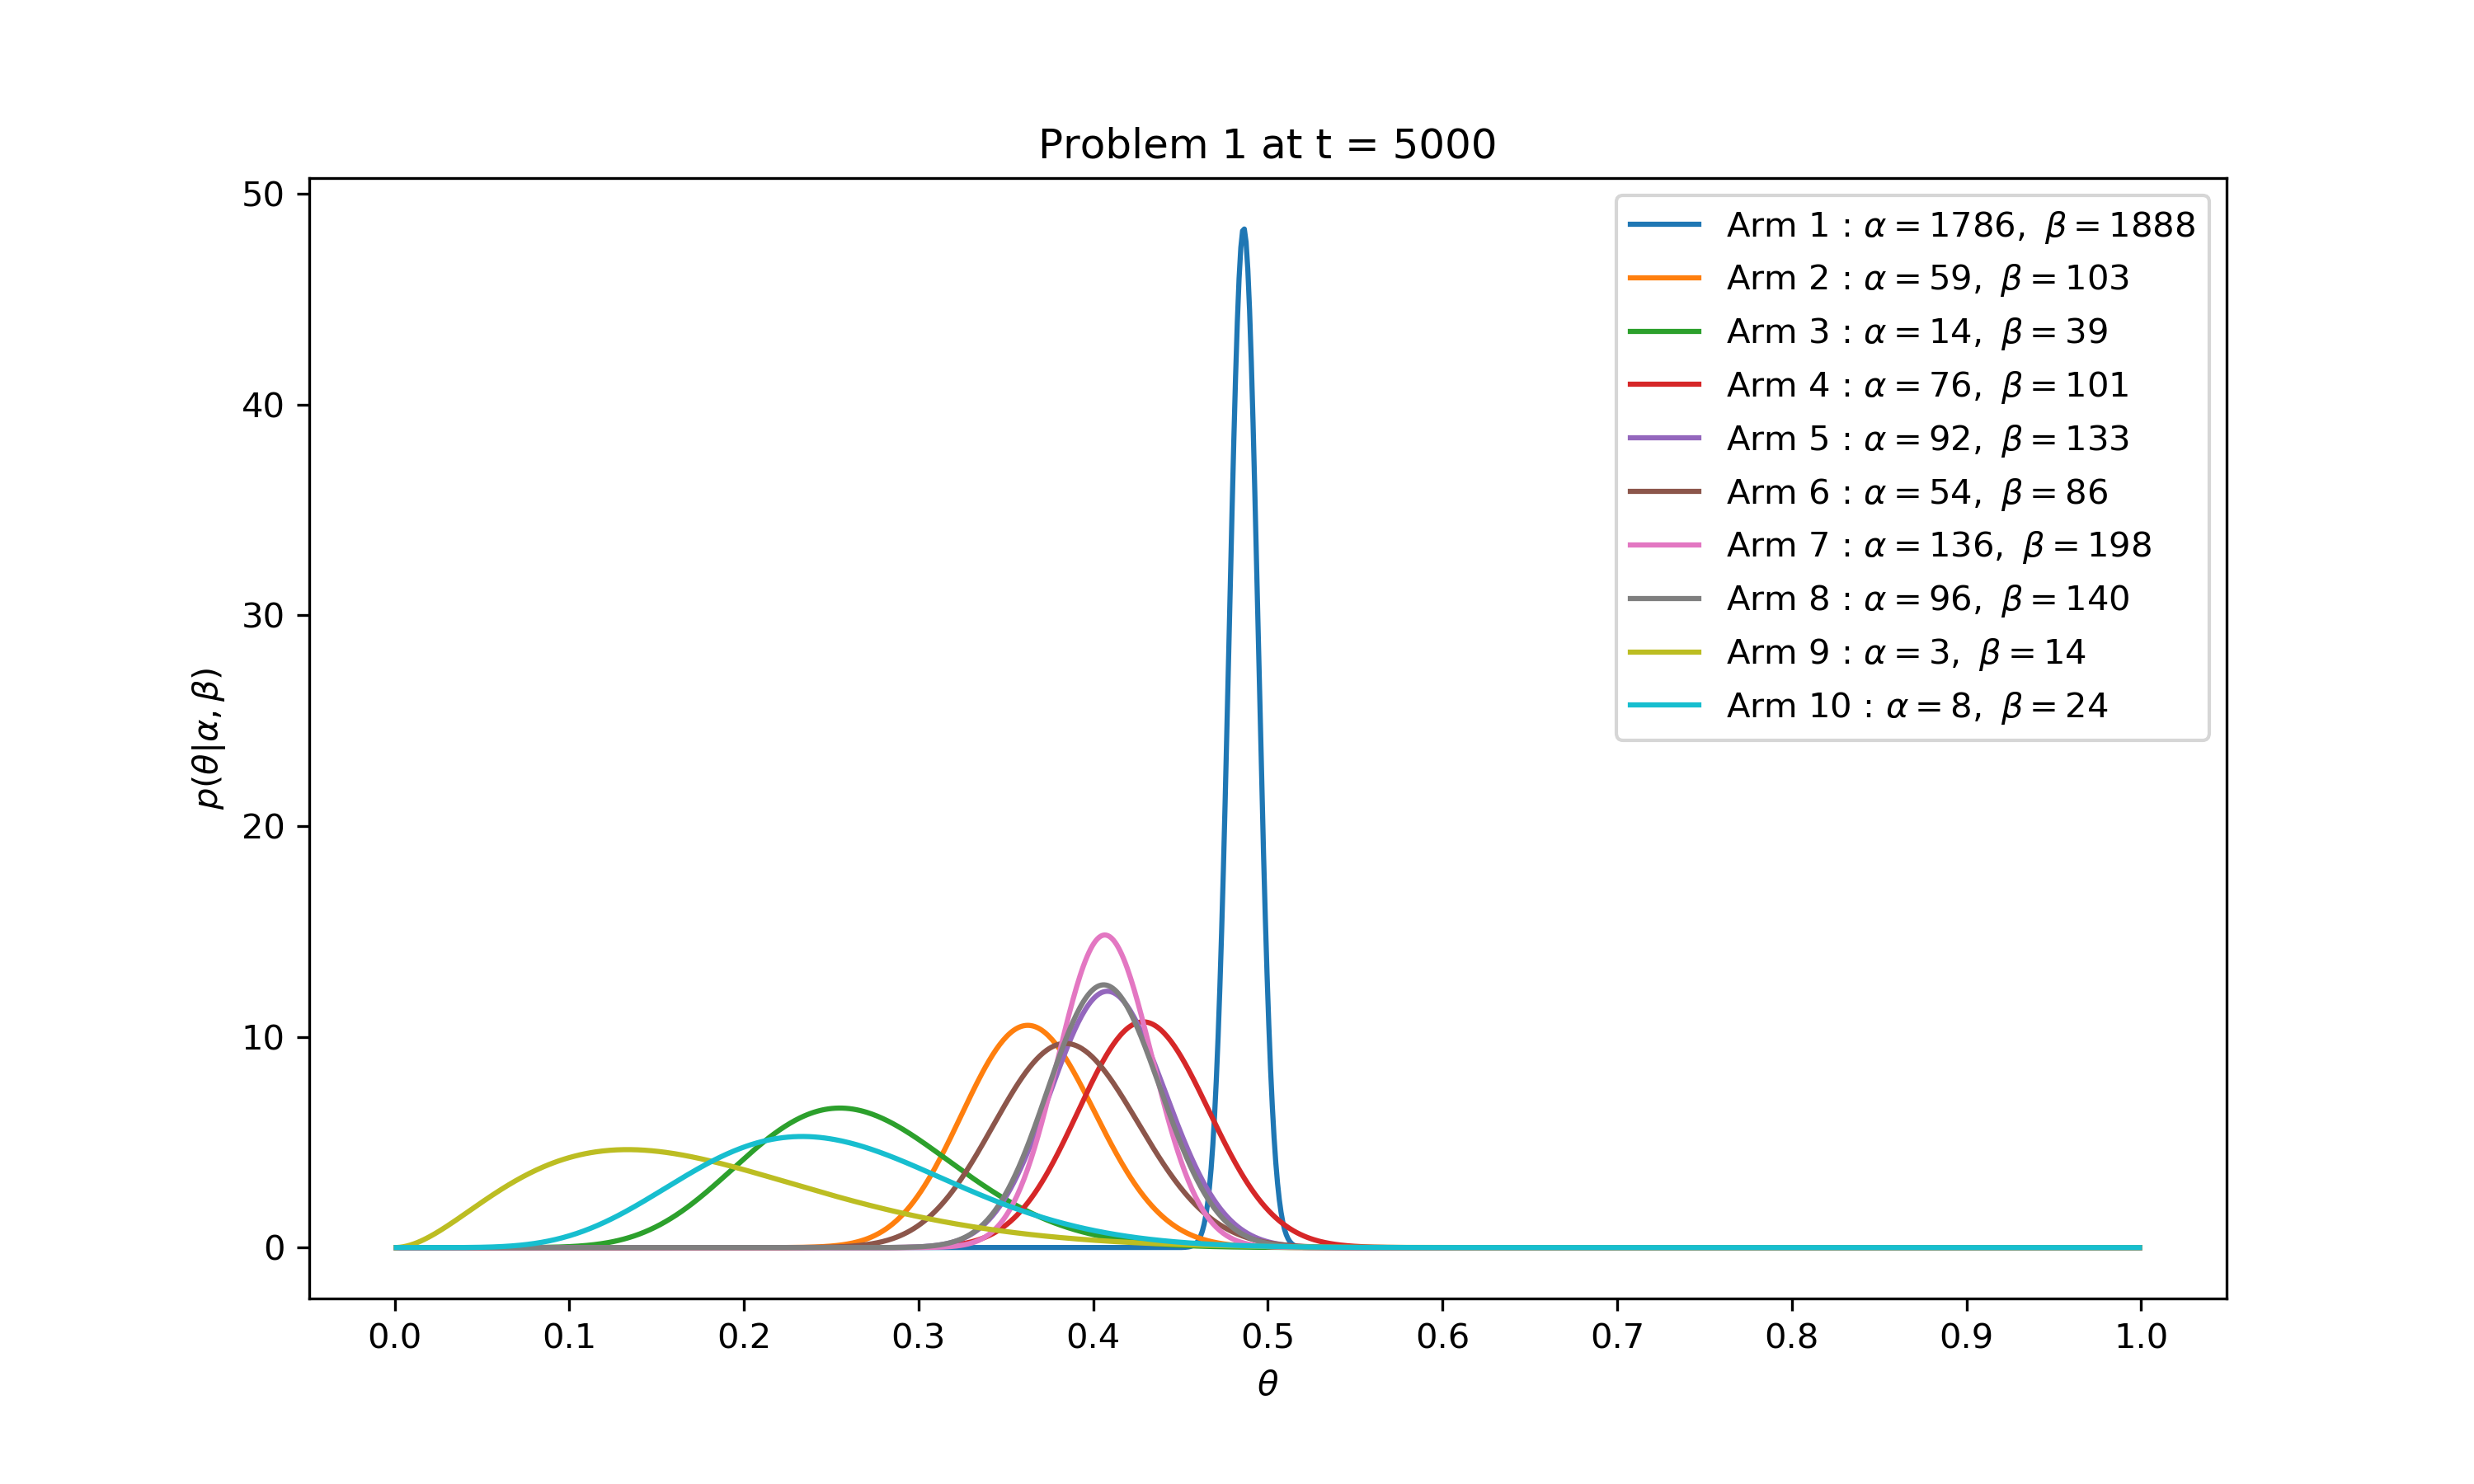 Problem 1 at t = 5000
50
40
30
20
10
0
p(θ|α, β)
Arm 1 : α = 1786, β = 1888
Arm 2 : α = 59, β = 103
Arm 3 : α = 14, β = 39
Arm 4 : α = 76, β = 101
Arm 5 : α = 92, β = 133
Arm 6 : α = 54, β = 86
Arm 7 : α = 136, β = 198
Arm 8 : α = 96, β = 140
Arm 9 : α = 3, β = 14
Arm 10 : α = 8, β = 24
0.0 0.1 0.2 0.3 0.4 0.5 0.6 0.7 0.8 0.9 1.0
θ